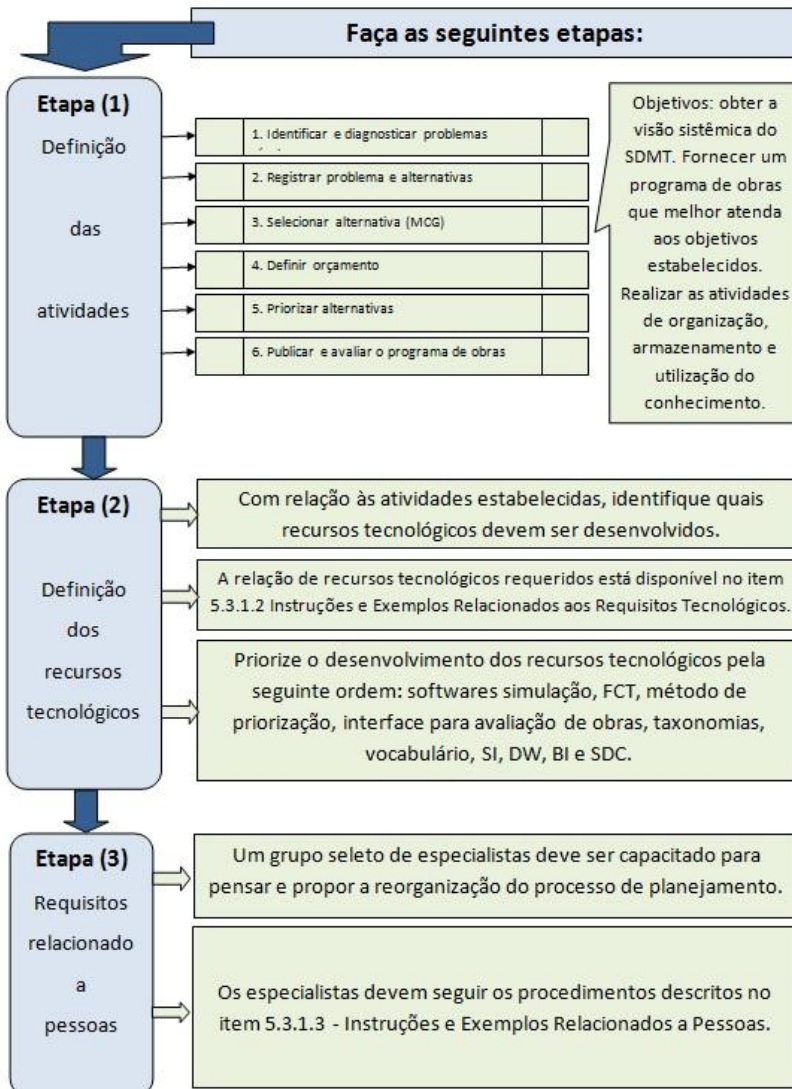 Faça as seguintes etapas:
Etapa (1)
Definição
das
atividades
1. Identificar e diagnosticar problemas
2. Registrar problema e alternativas
3. Selecionar alternativa (MCG)
4. Definir orçamento
5. Priorizar alternativas
6. Publicar e avaliar o programa de obras
Objetivos: obter a
visão sistêmica do
SDMT. Fornecer um
programa de obras
que melhor atenda
aos objetivos
estabelecidos.
Realizar as atividades
de organização,
armazenamento e
utilização do
conhecimento.
Etapa (2)
Definição
dos
recursos
tecnológicos
Com relação às atividades estabelecidas, identifique quais
recursos tecnológicos devem ser desenvolvidos.
A relação de recursos tecnológicos requeridos está disponível no item
5.3.1.2 Instruções e Exemplos Relacionados aos Requisitos Tecnológicos.
Priorize o desenvolvimento dos recursos tecnológicos pela
seguinte ordem: softwares simulação, FCT, método de
priorização, interface para avaliação de obras, taxonomias,
vocabulário, SI, DW, BI e SDC.
Etapa (3)
Requisitos
relacionado
a
pessoas
Um grupo seleto de especialistas deve ser capacitado para
pensar e propor a reorganização do processo de planejamento.
Os especialistas devem seguir os procedimentos descritos no
item 5.3.1.3 - Instruções e Exemplos Relacionados a Pessoas.